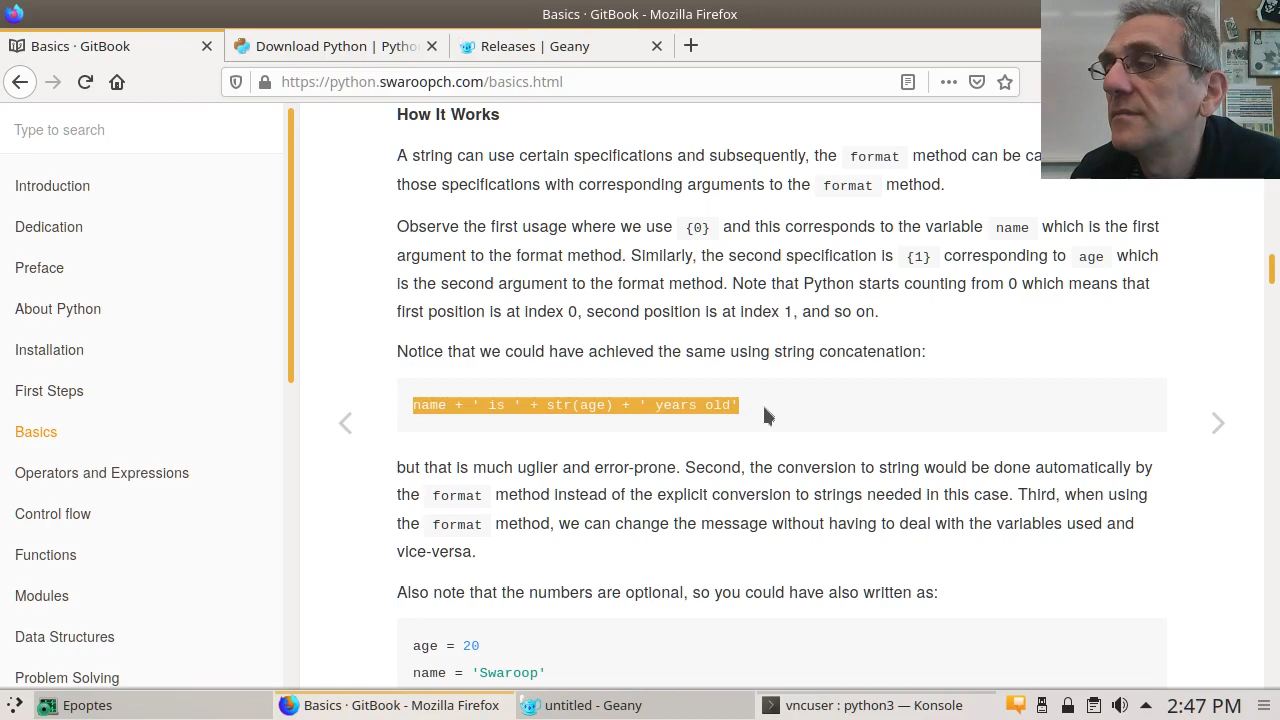 Basics · GitBook - Mozilla Firefox
Basics · GitBook
Download Python | Pytho
Releases | Geany
https://python.swaroopch.com/basics.html
Type to search
Introduction
Dedication
Preface
About Python
Installation
First Steps
Basics
Operators and Expressions
Control flow
Functions
Modules
Data Structures
Problem Solving
How It Works
A string can use certain specifications and subsequently, the format method can be ca
those specifications with corresponding arguments to the format method.
Observe the first usage where we use {0} and this corresponds to the variable name which is the first
argument to the format method. Similarly, the second specification is {1} corresponding to age which
is the second argument to the format method. Note that Python starts counting from 0 which means that
first position is at index 0, second position is at index 1, and so on.
Notice that we could have achieved the same using string concatenation:
name + ' is ' + str(age) + ' years old'
but that is much uglier and error-prone. Second, the conversion to string would be done automatically by
the format method instead of the explicit conversion to strings needed in this case. Third, when using
the format method, we can change the message without having to deal with the variables used and
vice-versa.
Also note that the numbers are optional, so you could have also written as:
age = 20
name = 'Swaroop'
Epoptes
Basics · GitBook - Mozilla Firefox
untitled - Geany
vncuser : python3 — Konsole
2:47 PM